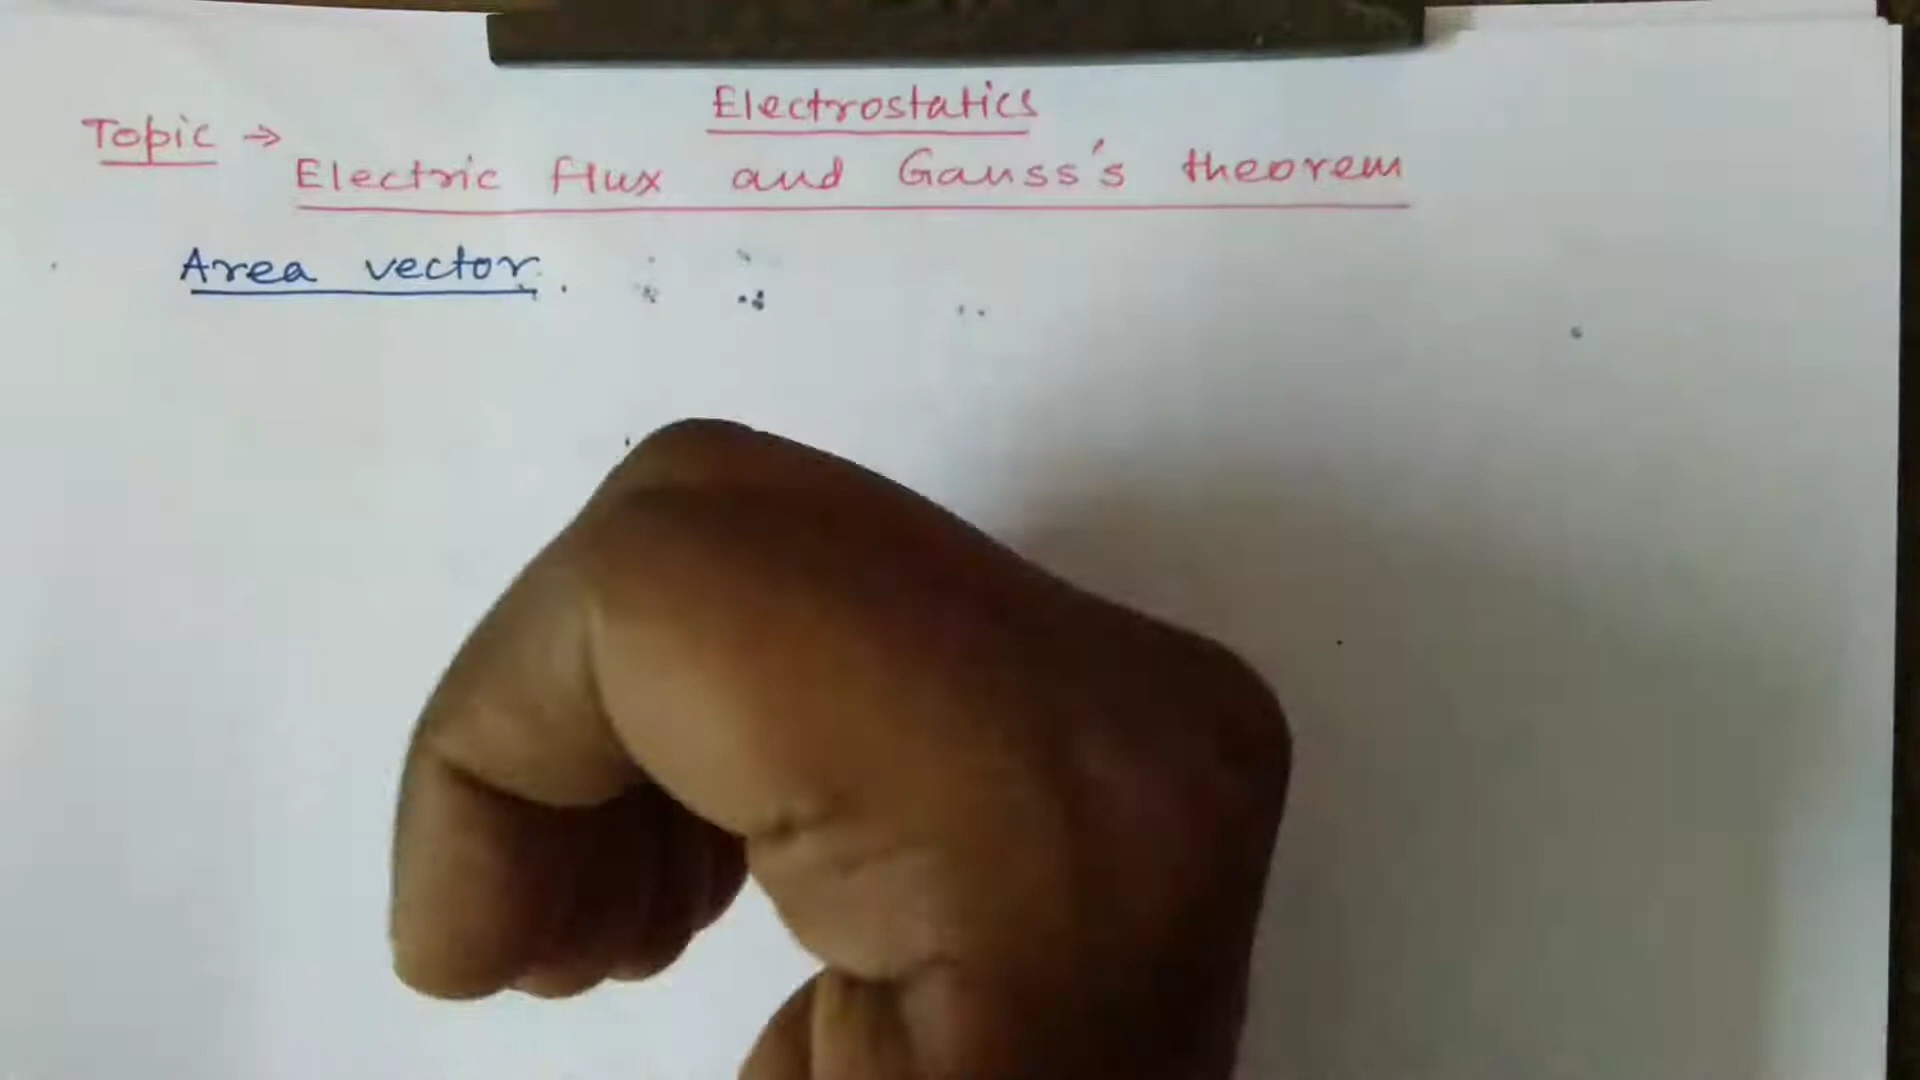 Electrostatics
Topic →
Electric flux and Gauss's theorem
Area vector.